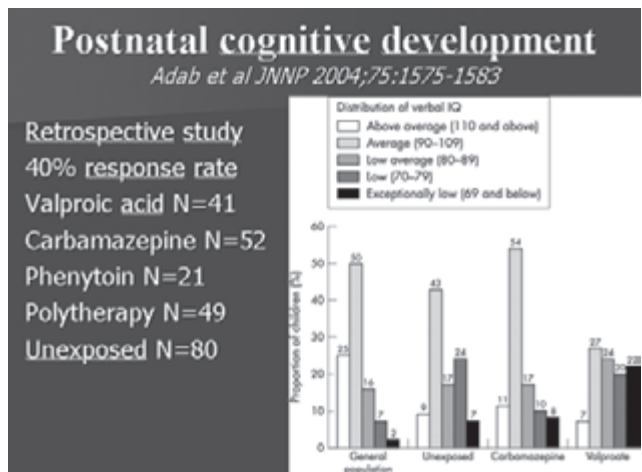 Postnatal cognitive development
Adab et al JNNP 2004;75:1575-1583
Retrospective study
40% response rate
Valproic acid N=41
Carbamazepine N=52
Phenytoin N=21
Polytherapy N=49
Unexposed N=80
Distribution of verbal IQ
Above average (110 and above)
Average (90–109)
Low average (80–89)
Low (70–79)
Exceptionally low (69 and below)
Proportion of children (%)
60
50
40
30
20
10
0
25
50
16
7
2
9
43
17
24
7
11
54
17
10
8
7
27
24
20
22
General population
Unexposed
Carbamazepine
Valproate